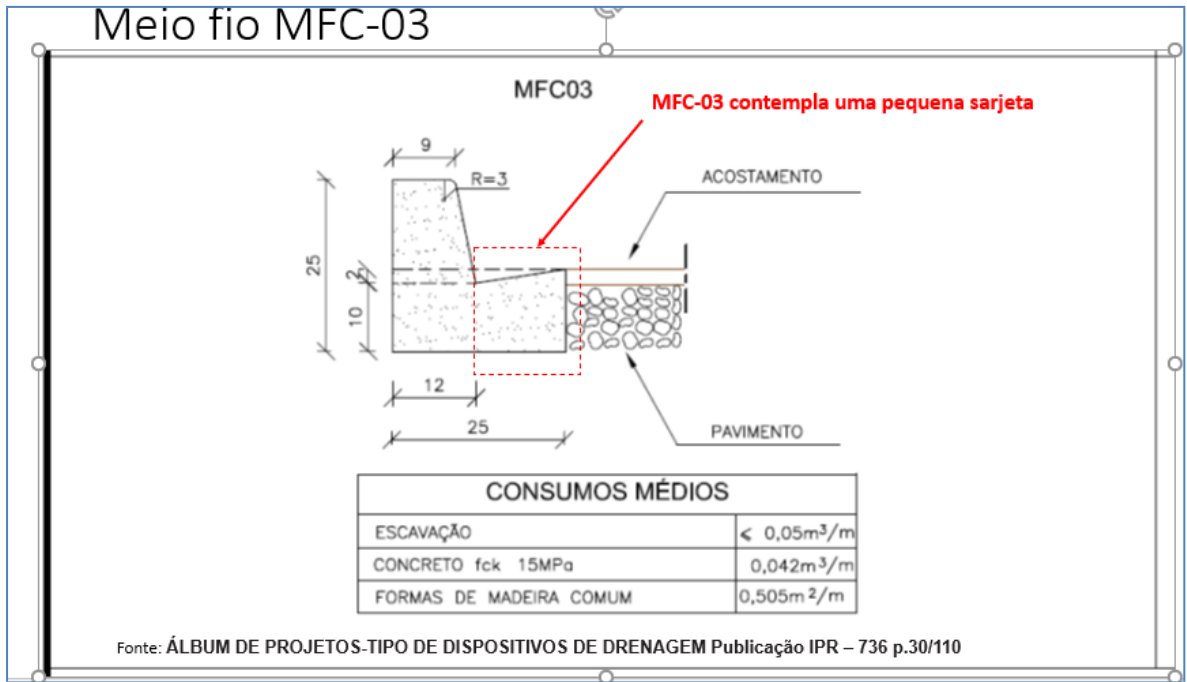 Meio fio MFC-03
MFC03
MFC-03 contempla uma pequena sarjeta
9
R=3
ACOSTAMENTO
25
2
10
12
25
PAVIMENTO
CONSUMOS MÉDIOS
ESCAVAÇÃO ⩽ 0,05m³/m
CONCRETO fck 15MPa 0,042m³/m
FORMAS DE MADEIRA COMUM 0,505m²/m
Fonte: ÁLBUM DE PROJETOS-TIPO DE DISPOSITIVOS DE DRENAGEM Publicação IPR – 736 p.30/110